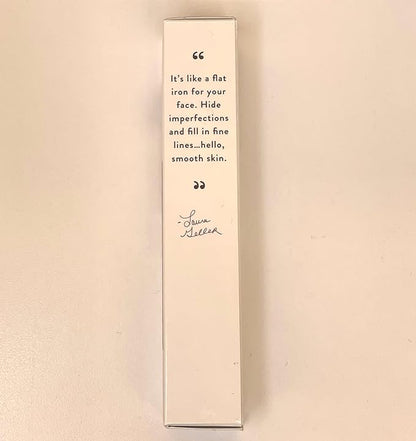 “
It's like a flat
iron for your
face. Hide
imperfections
and fill in fine
lines...hello,
smooth skin.
”
-Laura
Geller